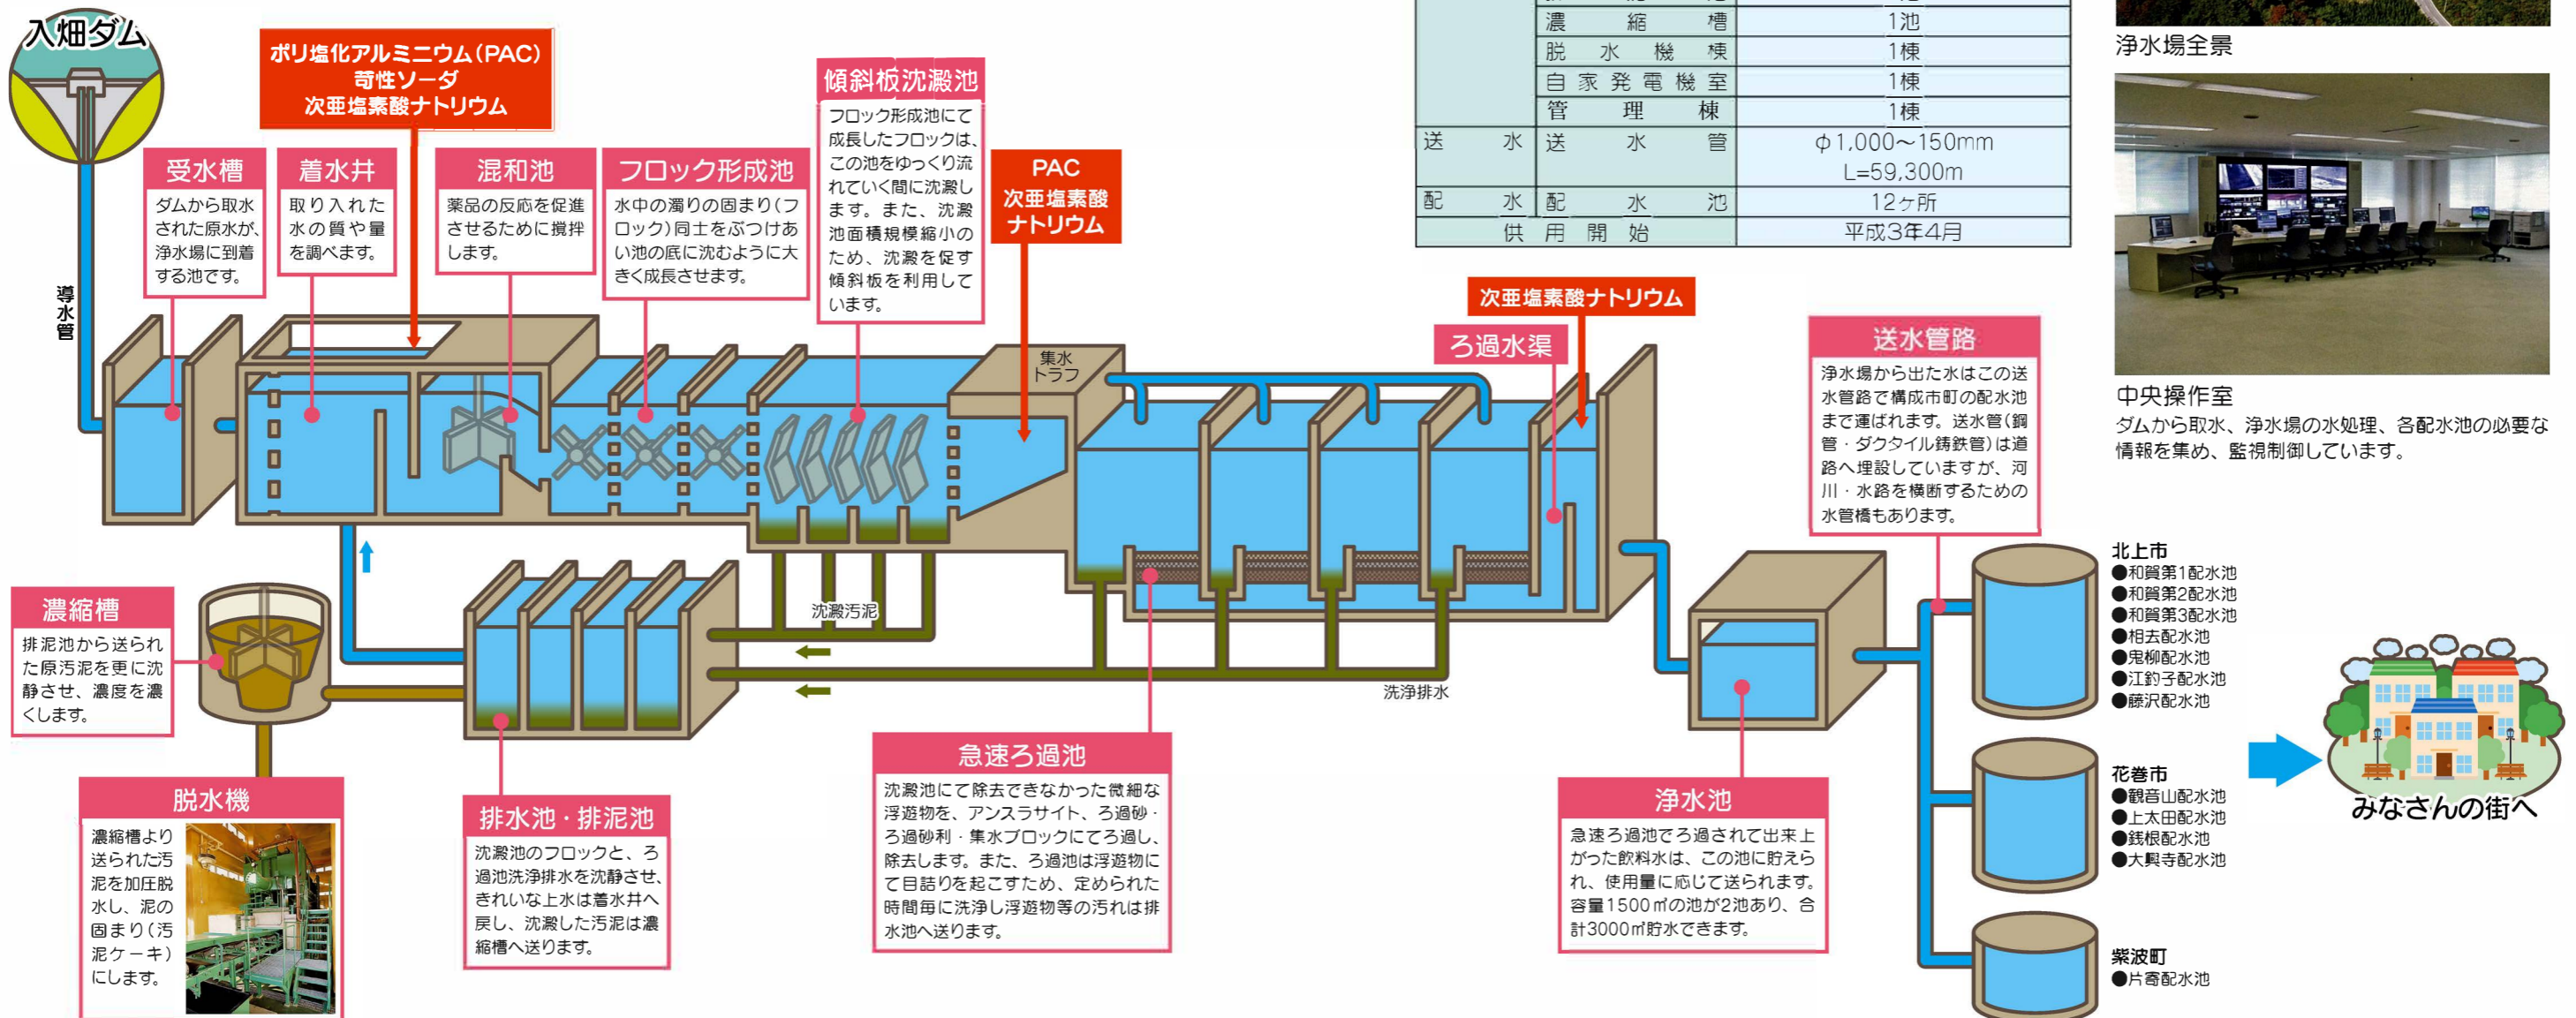 入畑ダム
導水管
ポリ塩化アルミニウム(PAC)
苛性ソーダ
次亜塩素酸ナトリウム
受水槽
ダムから取水
された原水が、
浄水場に到着
する池です。
着水井
取り入れた
水の質や量
を調べます。
混和池
薬品の反応を促進
させるために撹拌
します。
フロック形成池
水中の濁りの固まり(フ
ロック)同士をぶつけあ
い池の底に沈むように大
きく成長させます。
傾斜板沈澱池
フロック形成池にて
成長したフロックは、
この池をゆっくり流
れていく間に沈澱し
ます。また、沈澱
池面積規模縮小の
ため、沈澱を促す
傾斜板を利用して
います。
PAC
次亜塩素酸
ナトリウム
集水
トラフ
次亜塩素酸ナトリウム
ろ過水渠
送水管路
浄水場から出た水はこの送
水管路で構成市町の配水池
まで運ばれます。送水管(鋼
管・ダクタイル鋳鉄管)は道
路へ埋設していますが、河
川・水路を横断するための
水管橋もあります。
濃縮槽 1池
脱水機棟 1棟
自家発電機室 1棟
管理棟 1棟
送水 送水管 φ1,000〜150mm
L=59,300m
配水 配水池 12ヶ所
供用開始 平成3年4月
浄水場全景
中央操作室
ダムから取水、浄水場の水処理、各配水池の必要な
情報を集め、監視制御しています。
濃縮槽
排泥池から送られ
た原汚泥を更に沈
静させ、濃度を濃
くします。
脱水機
濃縮槽より
送られた汚
泥を加圧脱
水し、泥の
固まり(汚
泥ケーキ)
にします。
沈澱汚泥
洗浄排水
排水池・排泥池
沈澱池のフロックと、ろ
過池洗浄排水を沈静させ、
きれいな上水は着水井へ
戻し、沈澱した汚泥は濃
縮槽へ送ります。
急速ろ過池
沈澱池にて除去できなかった微細な
浮遊物を、アンスラサイト、ろ過砂・
ろ過砂利・集水ブロックにてろ過し、
除去します。また、ろ過池は浮遊物に
て目詰りを起こすため、定められた
時間毎に洗浄し浮遊物等の汚れは排
水池へ送ります。
浄水池
急速ろ過池でろ過されて出来上
がった飲料水は、この池に貯えら
れ、使用量に応じて送られます。
容量1500㎥の池が2池あり、合
計3000㎥貯水できます。
北上市
●和賀第1配水池
●和賀第2配水池
●和賀第3配水池
●相去配水池
●鬼柳配水池
●江釣子配水池
●藤沢配水池
花巻市
●観音山配水池
●上太田配水池
●銭根配水池
●大興寺配水池
紫波町
●片寄配水池
みなさんの街へ